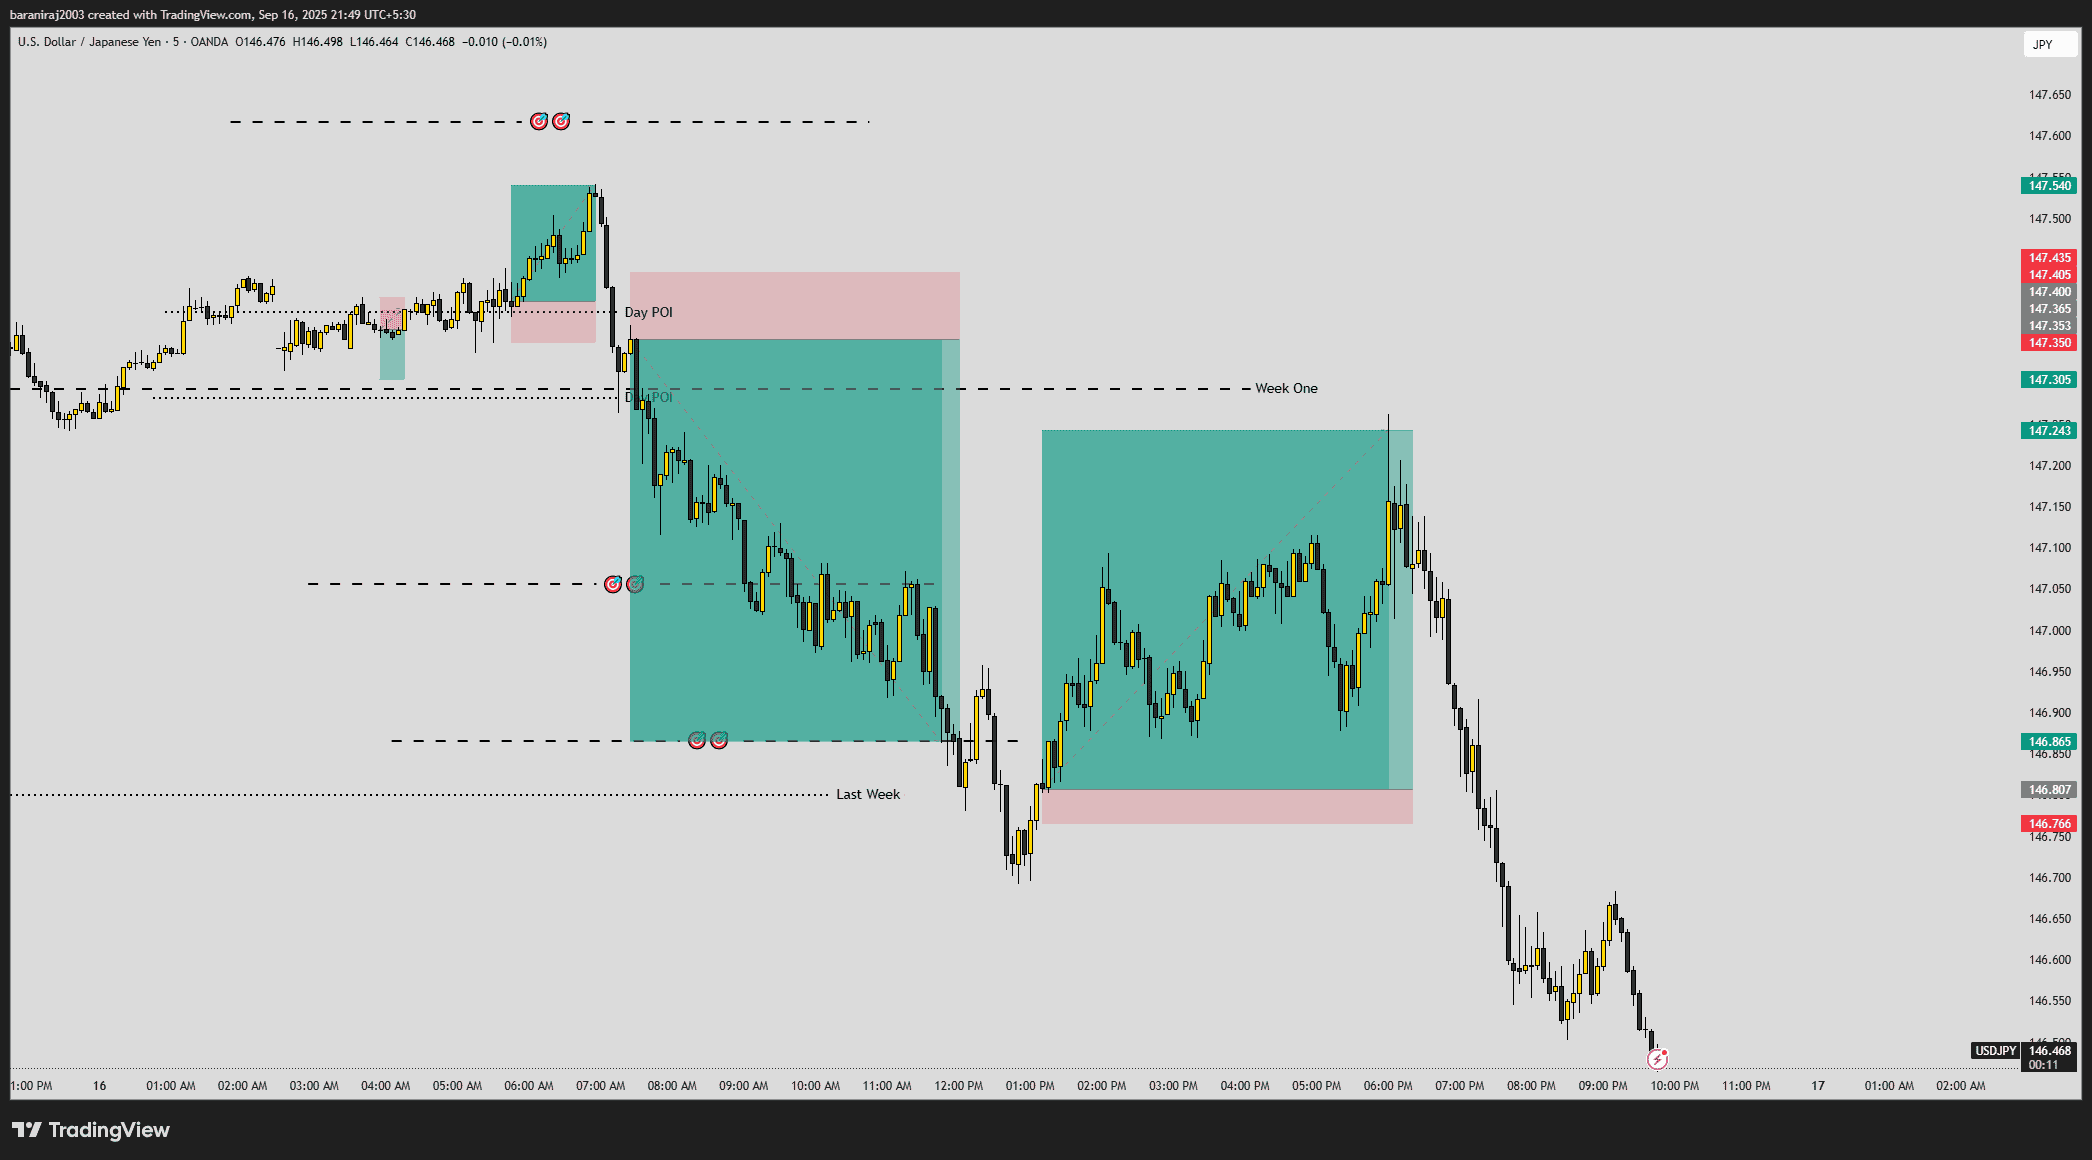 baraniraj2003 created with TradingView.com, Sep 16, 2025 21:49 UTC+5:30
U.S. Dollar / Japanese Yen · 5 · OANDA O146.476 H146.498 L146.464 C146.468 −0.010 (−0.01%)
JPY
147.650
147.600
147.540
147.500
147.435
147.405
147.400
Day POI
147.365
147.353
147.350
147.305
Week One
Day POI
147.243
147.200
147.150
147.100
147.050
147.000
146.950
146.900
146.865
146.850
146.807
Last Week
146.766
146.750
146.700
146.650
146.600
146.550
USDJPY 146.468
00:11
1:00 PM 16 01:00 AM 02:00 AM 03:00 AM 04:00 AM 05:00 AM 06:00 AM 07:00 AM 08:00 AM 09:00 AM 10:00 AM 11:00 AM 12:00 PM 01:00 PM 02:00 PM 03:00 PM 04:00 PM 05:00 PM 06:00 PM 07:00 PM 08:00 PM 09:00 PM 10:00 PM 11:00 PM 17 01:00 AM 02:00 AM
TradingView